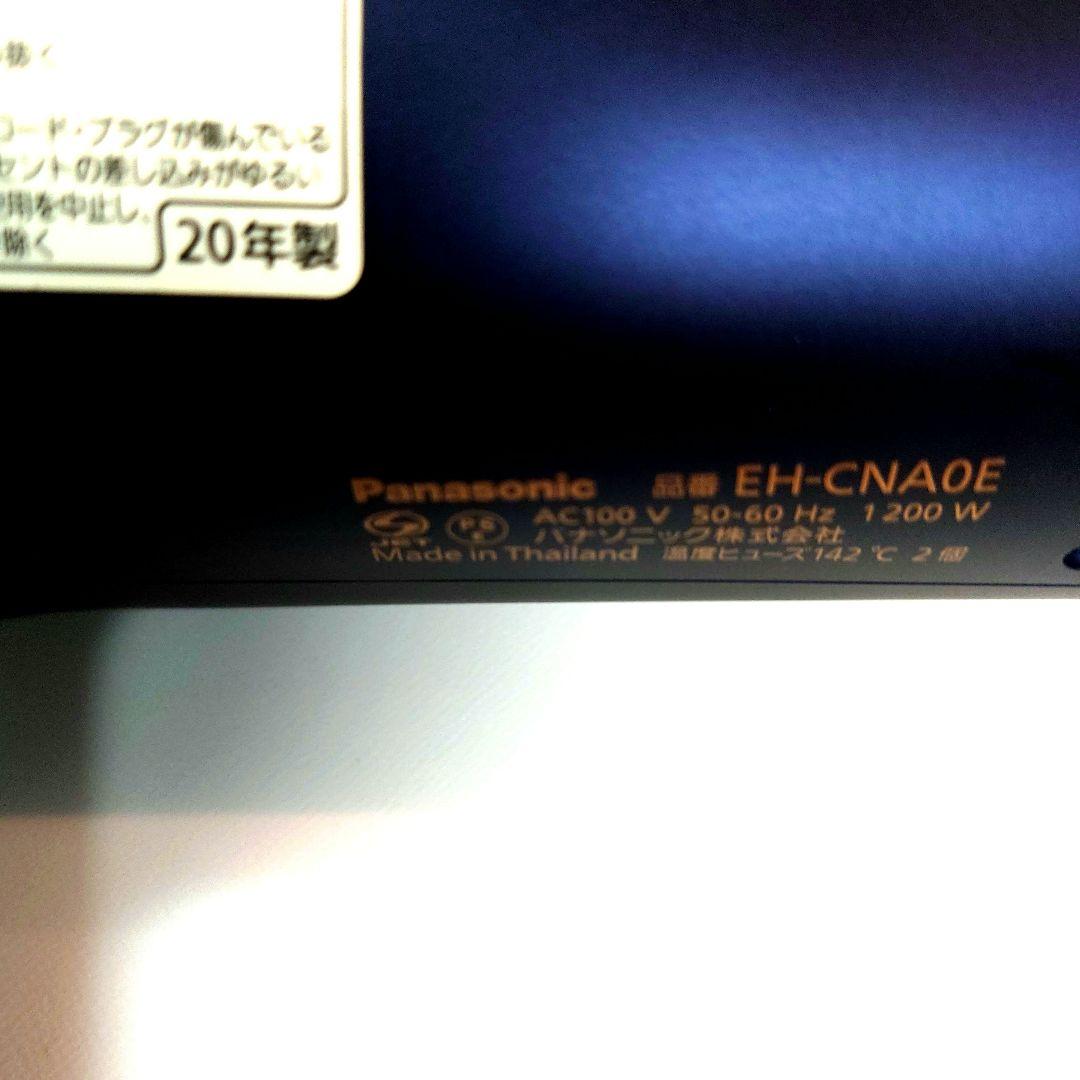 コード・プラグが傷んでいる
セントの差し込みがゆるい
使用を中止し、
除く
20年製
Panasonic 品番 EH-CNA0E
AC100 V 50-60 Hz 1200 W
JET PSE パナソニック株式会社
Made in Thailand 温度ヒューズ142 ℃ 2個